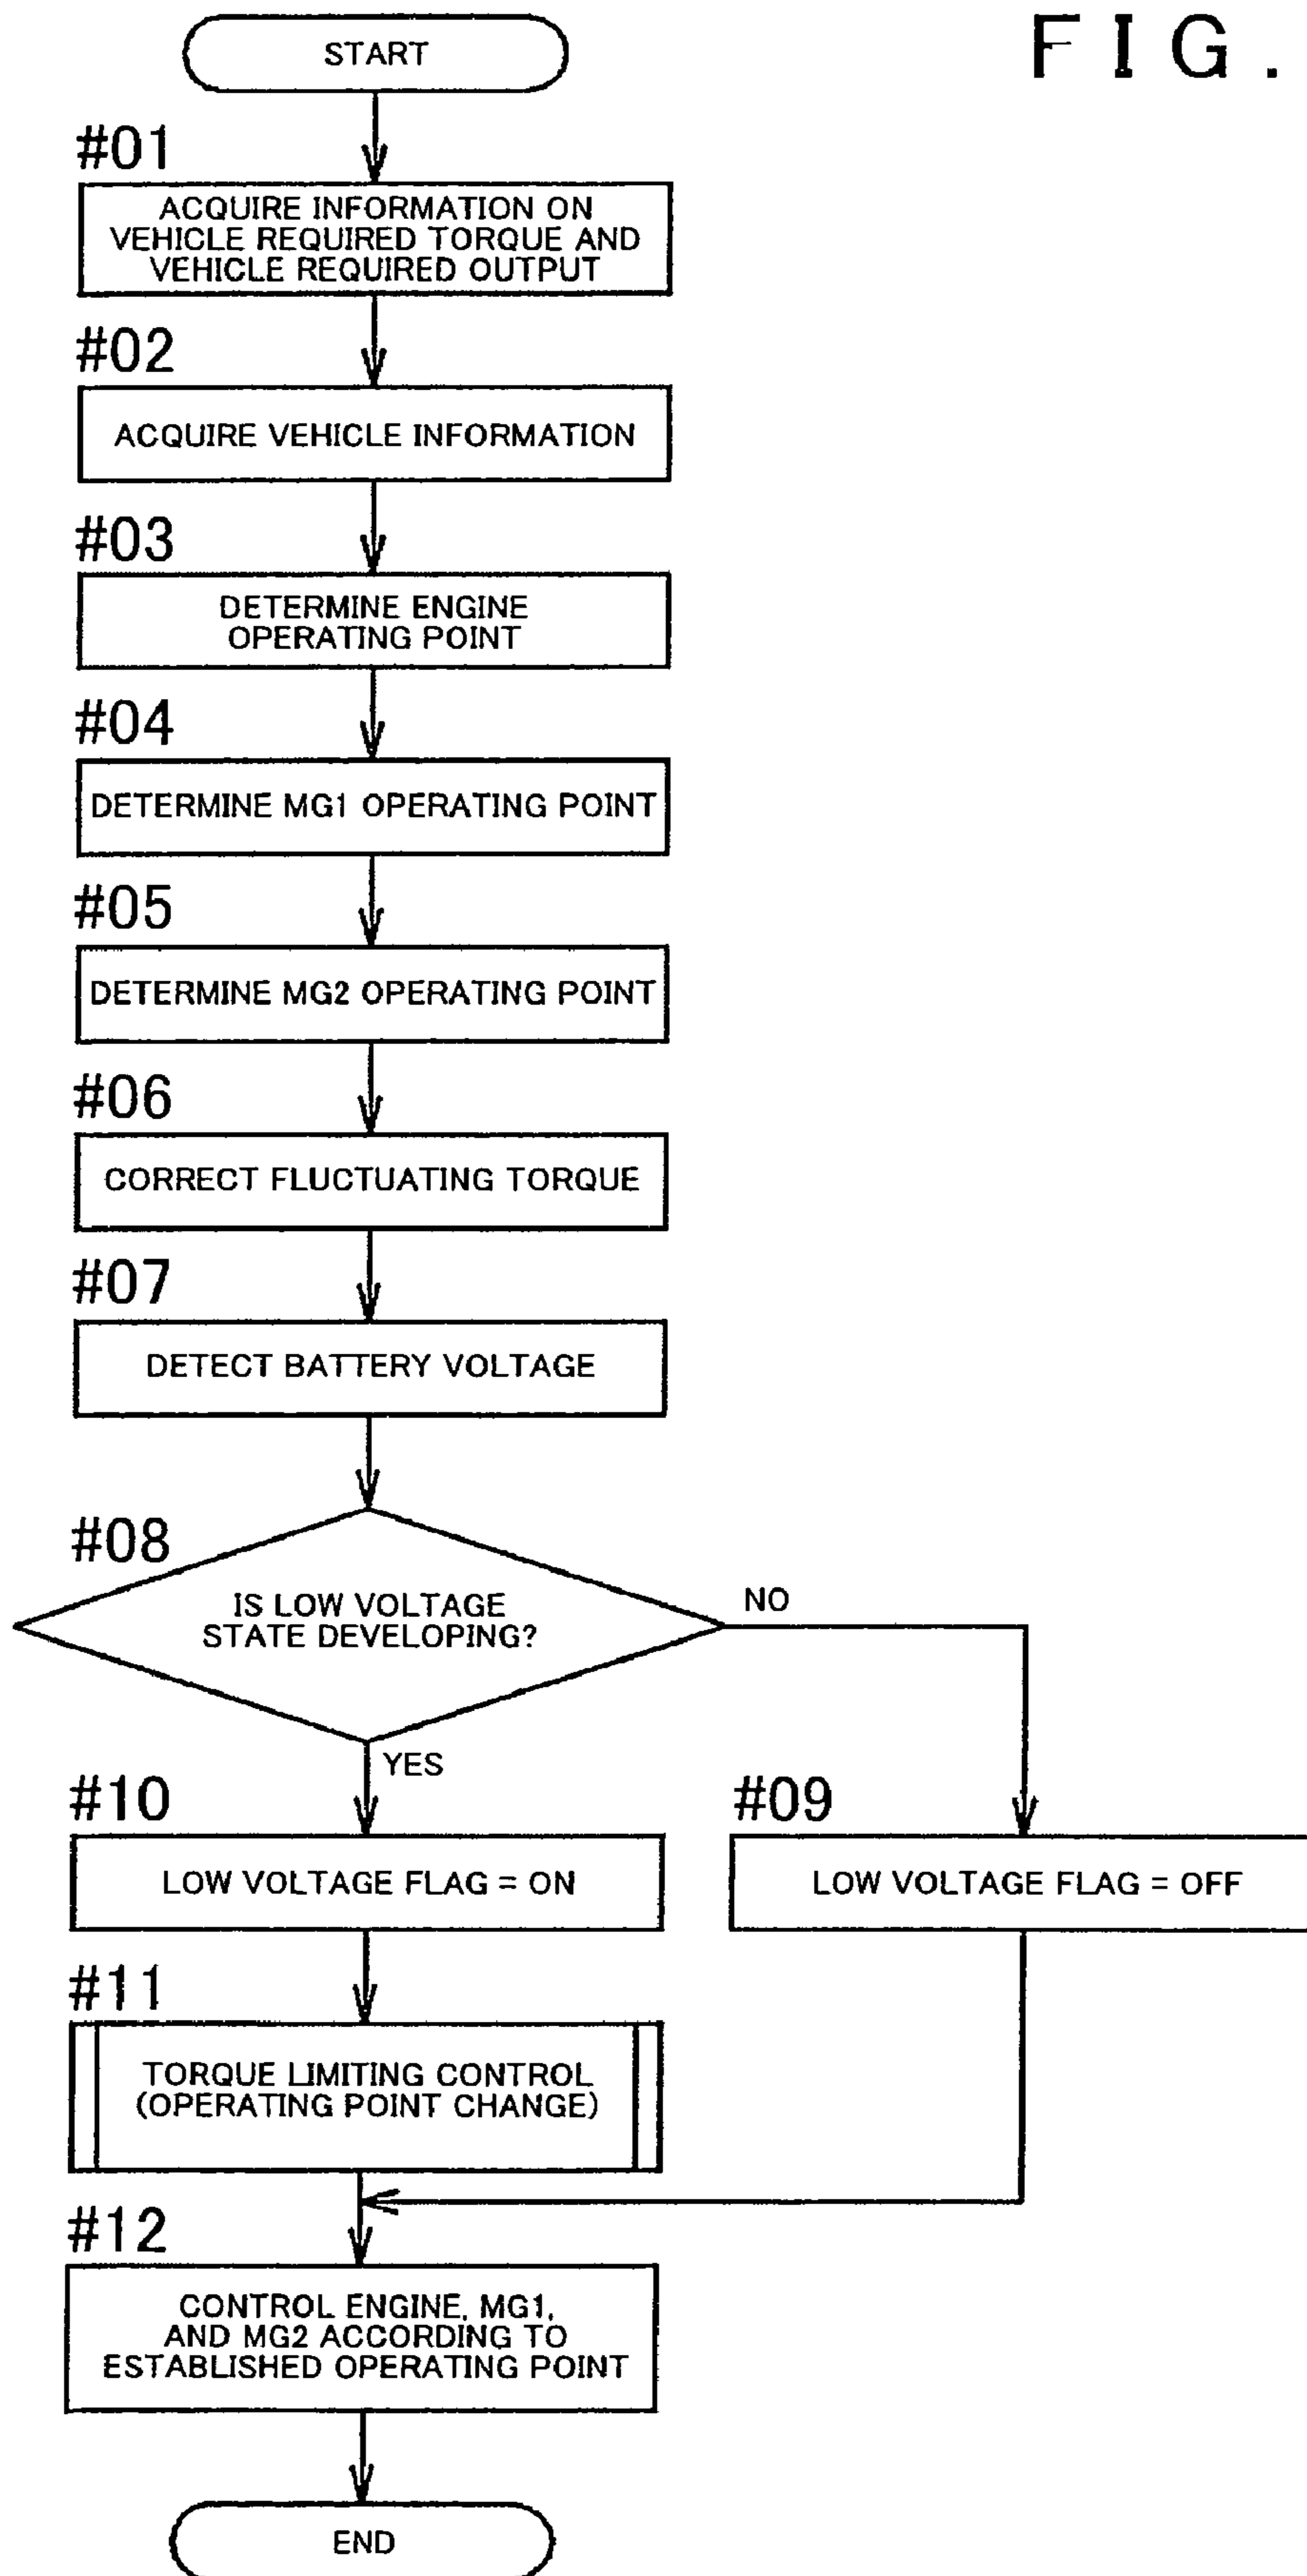 FIG.
START
#01
ACQUIRE INFORMATION ON
VEHICLE REQUIRED TORQUE AND
VEHICLE REQUIRED OUTPUT
#02
ACQUIRE VEHICLE INFORMATION
#03
DETERMINE ENGINE
OPERATING POINT
#04
DETERMINE MG1 OPERATING POINT
#05
DETERMINE MG2 OPERATING POINT
#06
CORRECT FLUCTUATING TORQUE
#07
DETECT BATTERY VOLTAGE
#08
IS LOW VOLTAGE
STATE DEVELOPING?
NO
YES
#10
LOW VOLTAGE FLAG = ON
#09
LOW VOLTAGE FLAG = OFF
#11
TORQUE LIMITING CONTROL
(OPERATING POINT CHANGE)
#12
CONTROL ENGINE, MG1,
AND MG2 ACCORDING TO
ESTABLISHED OPERATING POINT
END